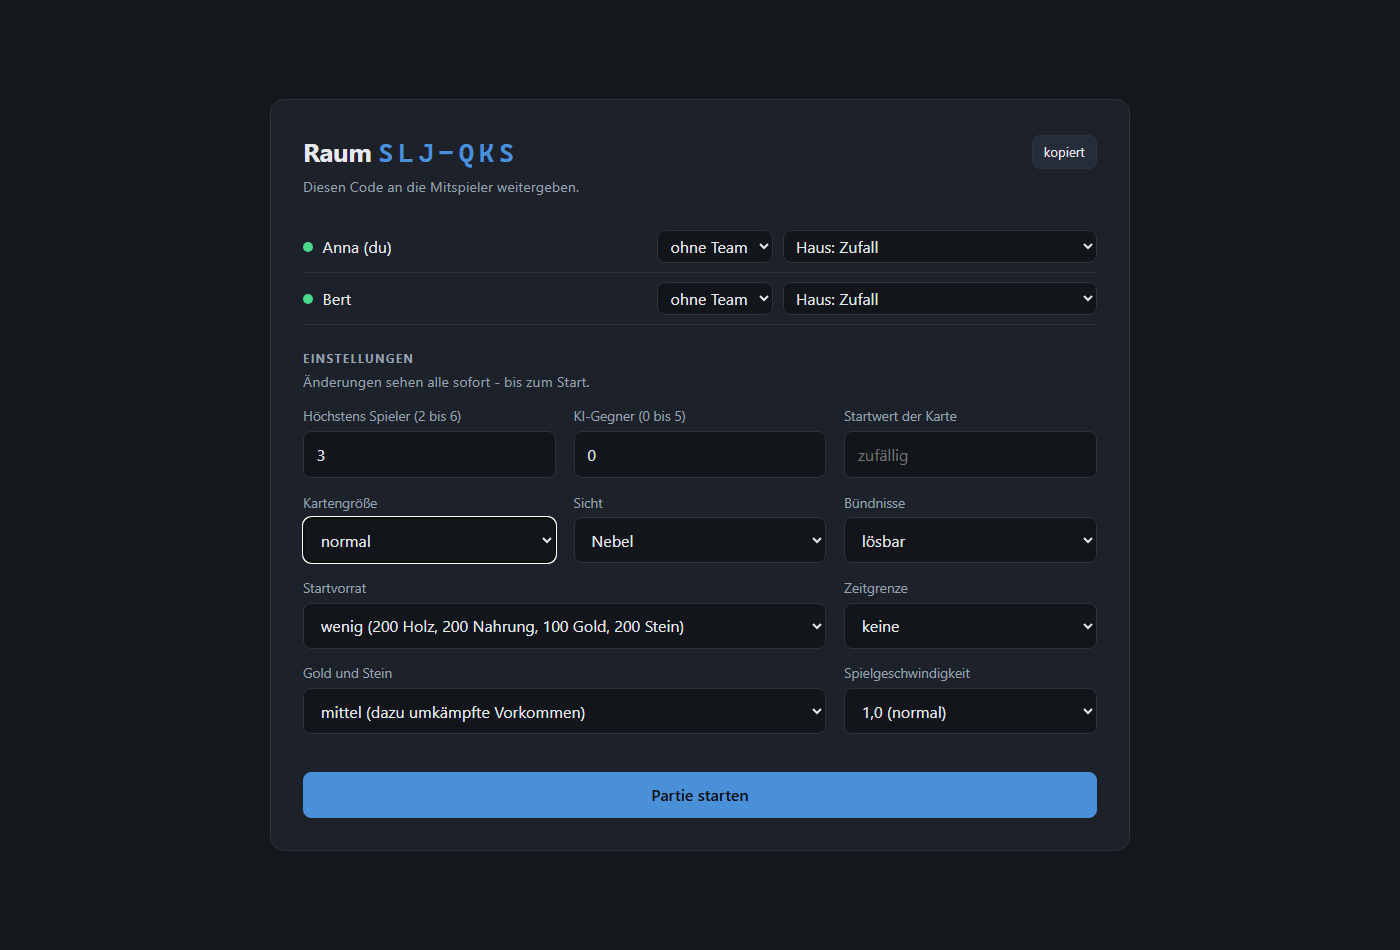 Raum SLJ-QKS
kopiert
Diesen Code an die Mitspieler weitergeben.
Anna (du)
ohne Team
Haus: Zufall
Bert
ohne Team
Haus: Zufall
EINSTELLUNGEN
Änderungen sehen alle sofort - bis zum Start.
Höchstens Spieler (2 bis 6)
KI-Gegner (0 bis 5)
Startwert der Karte
3
0
zufällig
Kartengröße
Sicht
Bündnisse
normal
Nebel
lösbar
Startvorrat
Zeitgrenze
wenig (200 Holz, 200 Nahrung, 100 Gold, 200 Stein)
keine
Gold und Stein
Spielgeschwindigkeit
mittel (dazu umkämpfte Vorkommen)
1,0 (normal)
Partie starten